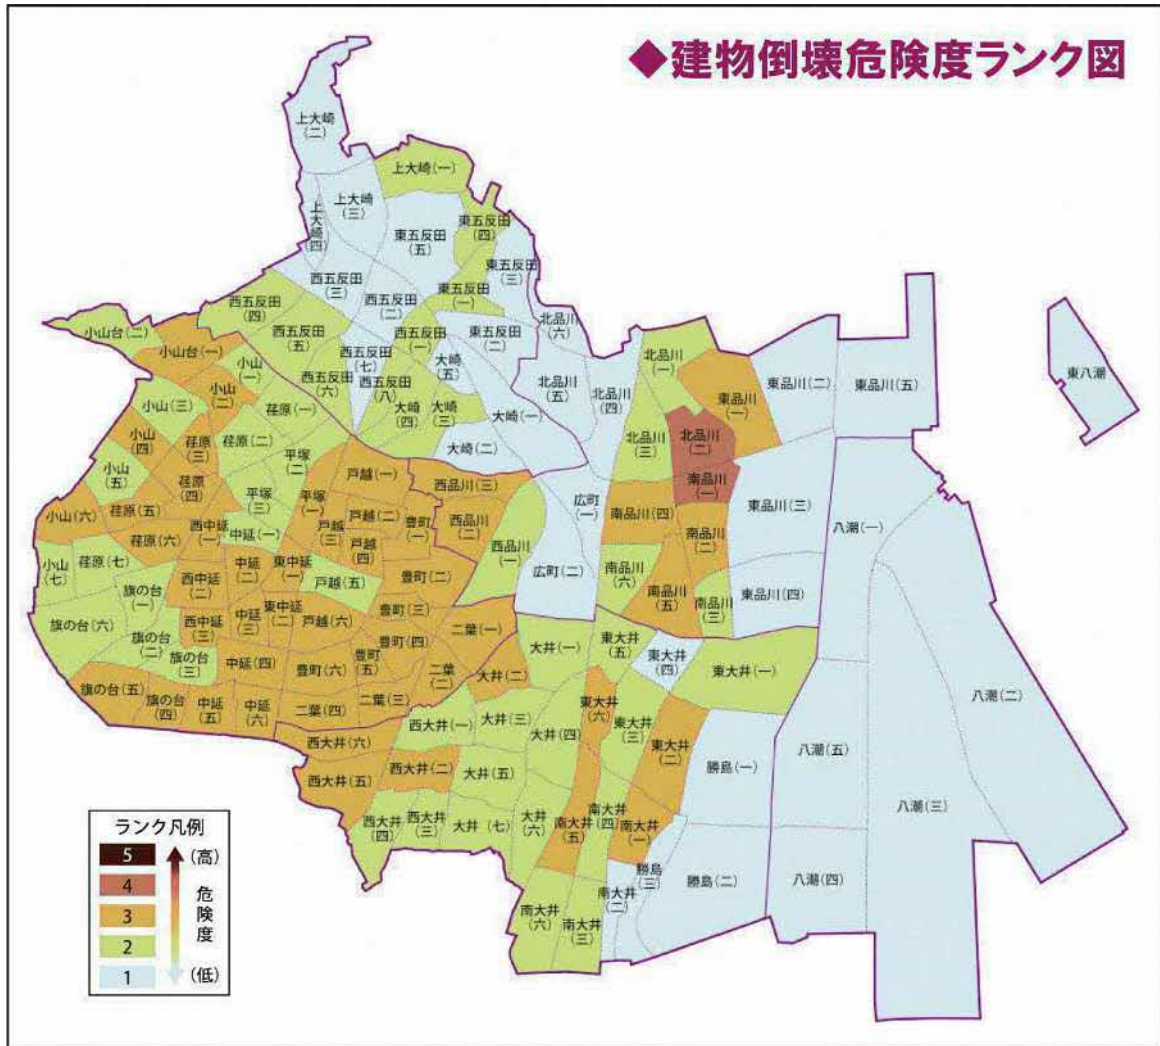 ◆建物倒壊危険度ランク図
上大崎
(二)
上大崎(一)
上大崎
(三)
上大崎
(四)
東五反田
(四)
東五反田
(五)
東五反田
(三)
西五反田
(三)
東五反田
(一)
西五反田
(二)
西五反田
(四)
西五反田
(五)
西五反田
(一)
東五反田
(二)
北品川
(六)
小山台(二)
小山台(一)
小山
(一)
西五反田
(七)
大崎
(五)
西五反田
(六)
西五反田
(八)
北品川
(五)
北品川
(四)
北品川
(一)
東品川
(一)
東品川(二)
東品川(五)
東八潮
小山
(二)
小山(三)
荏原(一)
大崎
(四)
大崎
(三)
大崎(一)
大崎(二)
北品川
(三)
北品川
(二)
南品川
(一)
小山
(四)
荏原
(三)
荏原(二)
平塚
(二)
戸越(一)
小山
(五)
荏原
(四)
平塚
(三)
平塚
(一)
西品川(三)
広町
(一)
東品川(三)
小山(六)
荏原(五)
戸越(二)
豊町
(一)
西品川
(二)
南品川(四)
南品川
(二)
八潮(一)
荏原(六)
西中延
(一)
中延(一)
戸越
(三)
戸越
(四)
西品川
(一)
小山
(七)
荏原(七)
中延
(二)
東中延
(一)
戸越(五)
豊町(二)
広町(二)
南品川
(六)
南品川
(五)
南品川
(三)
東品川(四)
旗の台
(一)
西中延
(二)
旗の台(六)
旗の台
(二)
西中延
(三)
中延
(三)
東中延
(二)
戸越(六)
豊町(三)
豊町(四)
二葉(一)
旗の台
(三)
中延(四)
豊町(六)
豊町
(五)
二葉
(二)
大井(一)
東大井
(五)
東大井
(四)
東大井(一)
旗の台(五)
旗の台
(四)
中延
(五)
中延
(六)
二葉(四)
二葉(三)
大井(二)
東大井
(六)
八潮(二)
西大井(一)
大井(三)
大井(四)
東大井
(三)
東大井
(二)
西大井(六)
西大井(五)
西大井(二)
大井(五)
勝島(一)
八潮(五)
八潮(三)
西大井
(四)
西大井
(三)
大井(七)
大井
(六)
南大井
(五)
南大井
(四)
南大井
(一)
勝島
(三)
勝島(二)
八潮(四)
南大井
(二)
南大井
(六)
南大井
(三)
ランク凡例
5
4
3
2
1
(高)
危険度
(低)